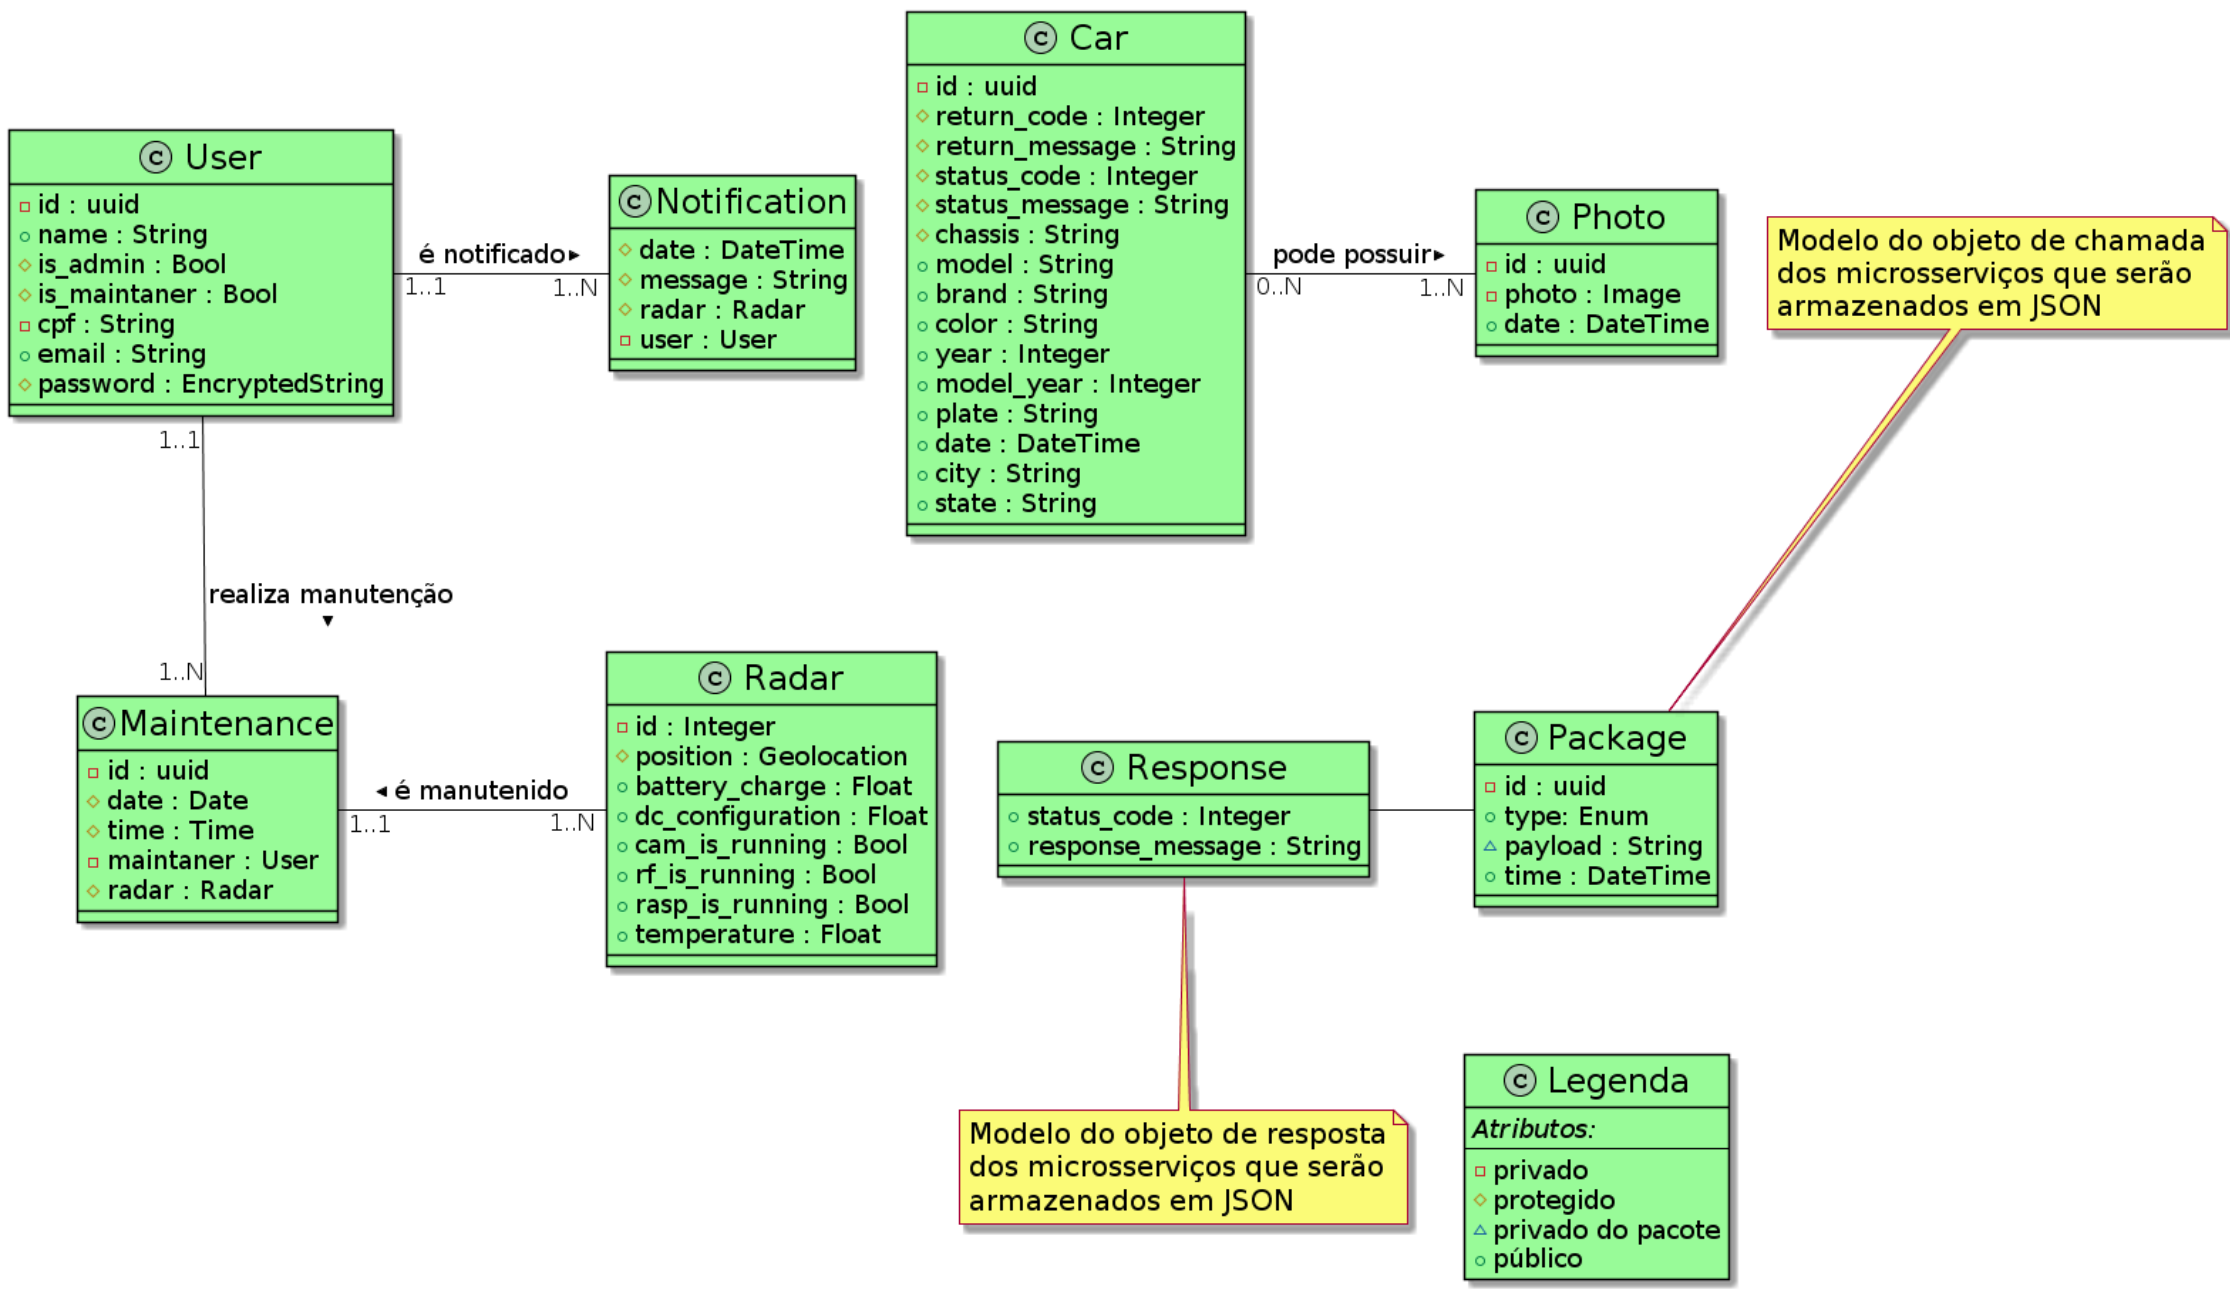 C User
id : uuid
name : String
is_admin : Bool
is_maintaner : Bool
cpf : String
email : String
password : EncryptedString
é notificado
1..1
1..N
C Notification
date : DateTime
message : String
radar : Radar
user : User
C Car
id : uuid
return_code : Integer
return_message : String
status_code : Integer
status_message : String
chassis : String
model : String
brand : String
color : String
year : Integer
model_year : Integer
plate : String
date : DateTime
city : String
state : String
pode possuir
0..N
1..N
C Photo
id : uuid
photo : Image
date : DateTime
Modelo do objeto de chamada
dos microsserviços que serão
armazenados em JSON
1..1
realiza manutenção
1..N
C Maintenance
id : uuid
date : Date
time : Time
maintaner : User
radar : Radar
é manutenido
1..1
1..N
C Radar
id : Integer
position : Geolocation
battery_charge : Float
dc_configuration : Float
cam_is_running : Bool
rf_is_running : Bool
rasp_is_running : Bool
temperature : Float
C Response
status_code : Integer
response_message : String
C Package
id : uuid
type: Enum
payload : String
time : DateTime
Modelo do objeto de resposta
dos microsserviços que serão
armazenados em JSON
C Legenda
Atributos:
privado
protegido
privado do pacote
público